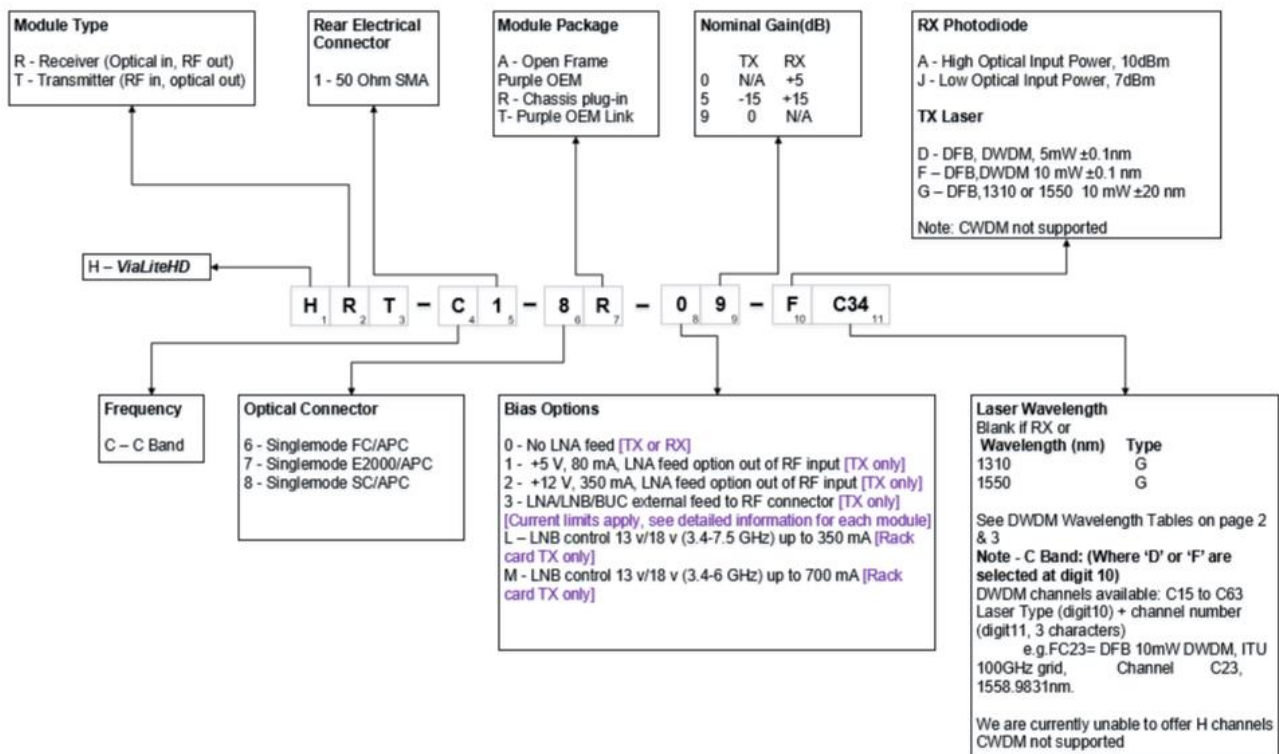 Module Type
R - Receiver (Optical in, RF out)
T - Transmitter (RF in, optical out)
Rear Electrical
Connector
1 - 50 Ohm SMA
Module Package
A - Open Frame
Purple OEM
R - Chassis plug-in
T- Purple OEM Link
Nominal Gain(dB)
TX RX
0 N/A +5
5 -15 +15
9 0 N/A
RX Photodiode
A - High Optical Input Power, 10dBm
J - Low Optical Input Power, 7dBm
TX Laser
D - DFB, DWDM, 5mW ±0.1nm
F – DFB,DWDM 10 mW ±0.1 nm
G – DFB,1310 or 1550 10 mW ±20 nm
Note: CWDM not supported
H – ViaLiteHD
H R T – C 1 – 8 R – 0 9 – F C34
1 2 3 4 5 6 7 8 9 10 11
Frequency
C – C Band
Optical Connector
6 - Singlemode FC/APC
7 - Singlemode E2000/APC
8 - Singlemode SC/APC
Bias Options
0 - No LNA feed [TX or RX]
1 - +5 V, 80 mA, LNA feed option out of RF input [TX only]
2 - +12 V, 350 mA, LNA feed option out of RF input [TX only]
3 - LNA/LNB/BUC external feed to RF connector [TX only]
[Current limits apply, see detailed information for each module]
L – LNB control 13 v/18 v (3.4-7.5 GHz) up to 350 mA [Rack
card TX only]
M - LNB control 13 v/18 v (3.4-6 GHz) up to 700 mA [Rack
card TX only]
Laser Wavelength
Blank if RX or
Wavelength (nm) Type
1310 G
1550 G
See DWDM Wavelength Tables on page 2
& 3
Note - C Band: (Where ‘D’ or ‘F’ are
selected at digit 10)
DWDM channels available: C15 to C63
Laser Type (digit10) + channel number
(digit11, 3 characters)
e.g.FC23= DFB 10mW DWDM, ITU
100GHz grid, Channel C23,
1558.9831nm.
We are currently unable to offer H channels
CWDM not supported